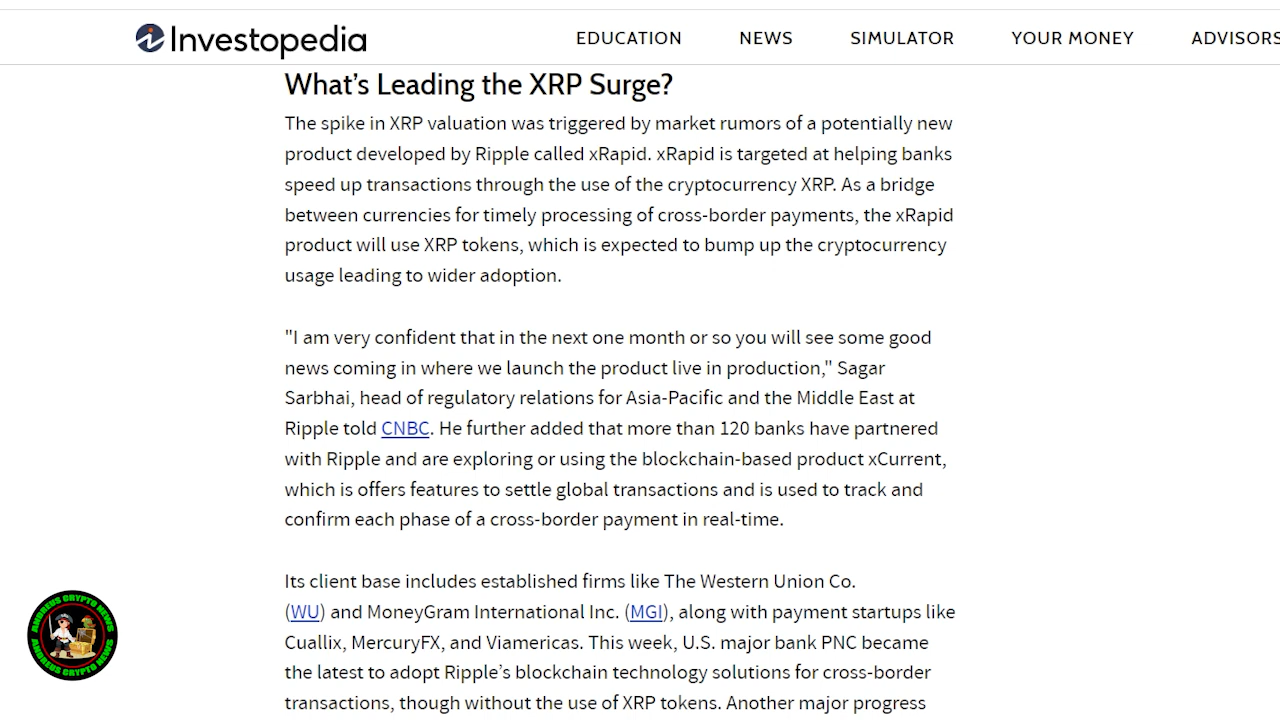 Investopedia
EDUCATION NEWS SIMULATOR YOUR MONEY ADVISORS
What's Leading the XRP Surge?
The spike in XRP valuation was triggered by market rumors of a potentially new
product developed by Ripple called xRapid. xRapid is targeted at helping banks
speed up transactions through the use of the cryptocurrency XRP. As a bridge
between currencies for timely processing of cross-border payments, the xRapid
product will use XRP tokens, which is expected to bump up the cryptocurrency
usage leading to wider adoption.
"I am very confident that in the next one month or so you will see some good
news coming in where we launch the product live in production," Sagar
Sarbhai, head of regulatory relations for Asia-Pacific and the Middle East at
Ripple told CNBC. He further added that more than 120 banks have partnered
with Ripple and are exploring or using the blockchain-based product xCurrent,
which is offers features to settle global transactions and is used to track and
confirm each phase of a cross-border payment in real-time.
Its client base includes established firms like The Western Union Co.
(WU) and MoneyGram International Inc. (MGI), along with payment startups like
Cuallix, MercuryFX, and Viamericas. This week, U.S. major bank PNC became
the latest to adopt Ripple's blockchain technology solutions for cross-border
transactions, though without the use of XRP tokens. Another major progress
ANDREUS CRYPTO NEWS
ANDREUS CRYPTO NEWS